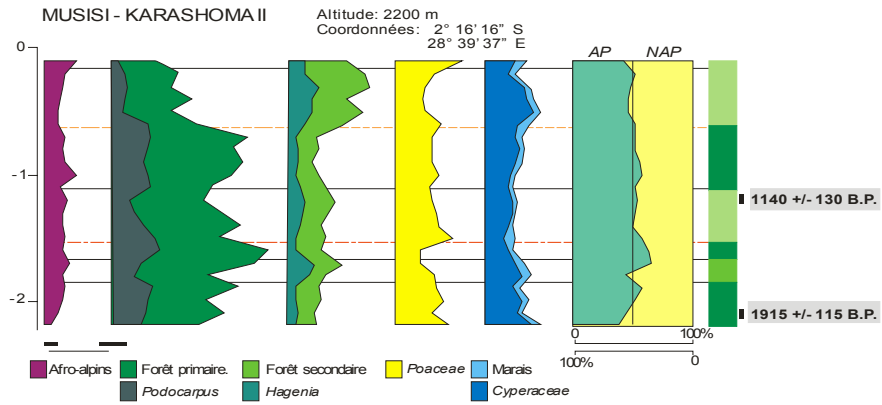 MUSISI - KARASHOMA II
Altitude: 2200 m
Coordonnées: 2° 16' 16" S
28° 39' 37" E
AP NAP
0
-1
-2
1140 +/- 130 B.P.
1915 +/- 115 B.P.
0 100%
100% 0
Afro-alpins Forêt primaire. Forêt secondaire Poaceae Marais
Podocarpus Hagenia Cyperaceae